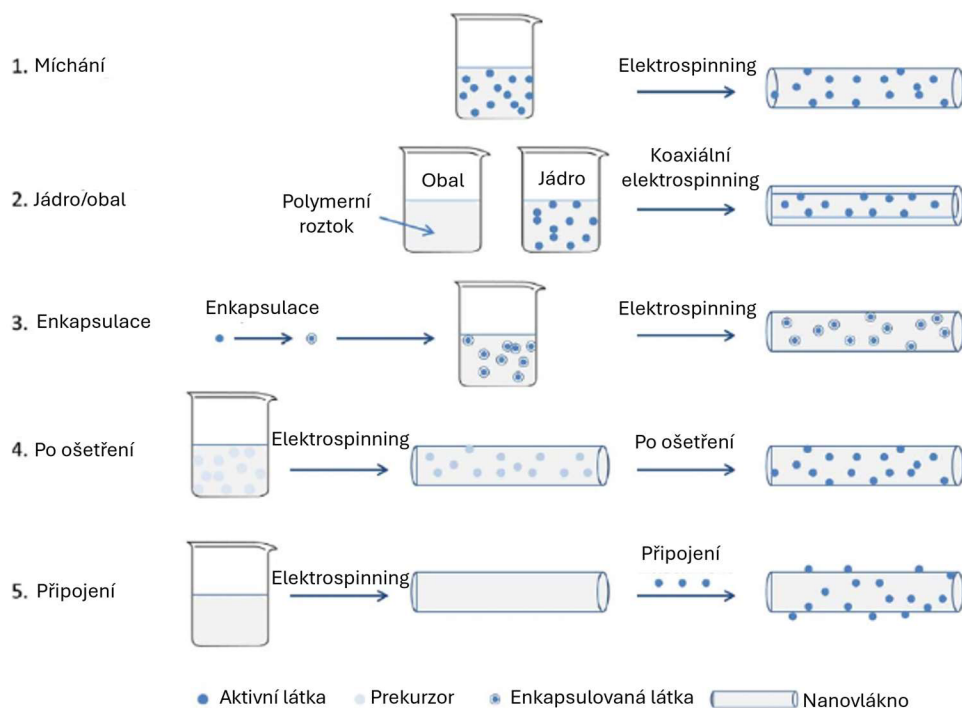 1. Míchání
Elektrospinning
2. Jádro/obal
Polymerní
roztok
Obal
Jádro
Koaxiální
elektrospinning
3. Enkapsulace
Enkapsulace
Elektrospinning
4. Po ošetření
Elektrospinning
Po ošetření
5. Připojení
Elektrospinning
Připojení
Aktivní látka
Prekurzor
Enkapsulovaná látka
Nanovlákno